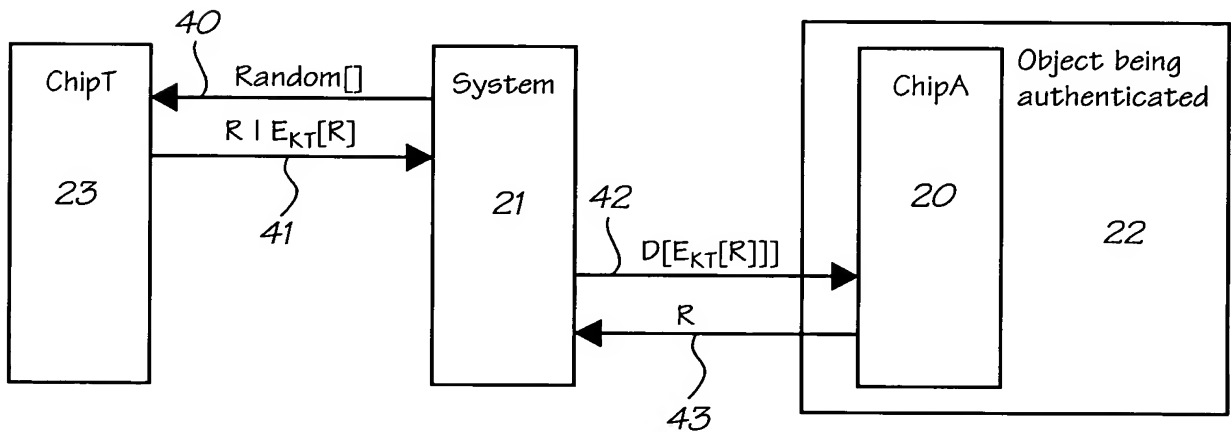 40
ChipT
Random[]
System
ChipA
Object being
authenticated
R | E_KT[R]
23
41
21
42
20
22
D[E_KT[R]]]
R
43